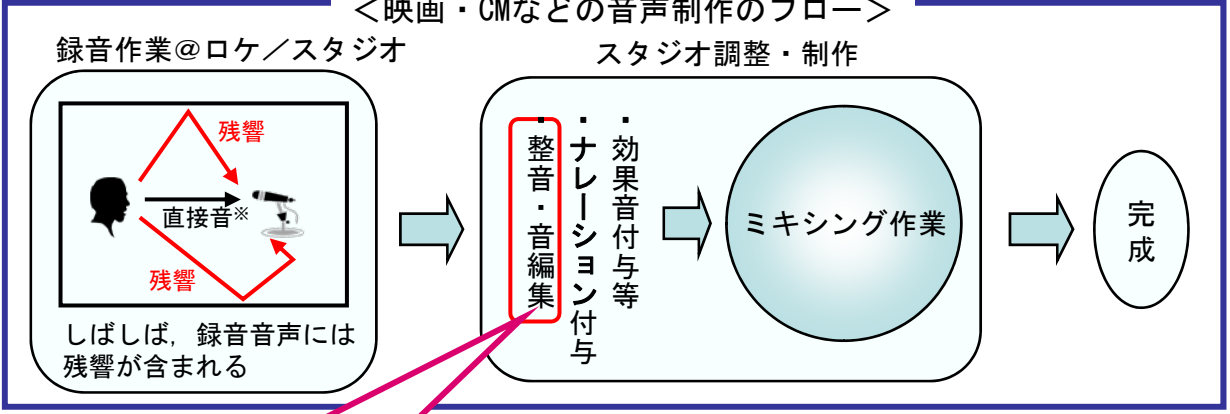 <映画・CMなどの音声制作のフロー>
録音作業@ロケ/スタジオ
スタジオ調整・制作
残響
直接音※
残響
しばしば,録音音声には
残響が含まれる
・効果音付与等
・ナレーション付与
・整音・音編集
ミキシング作業
完成